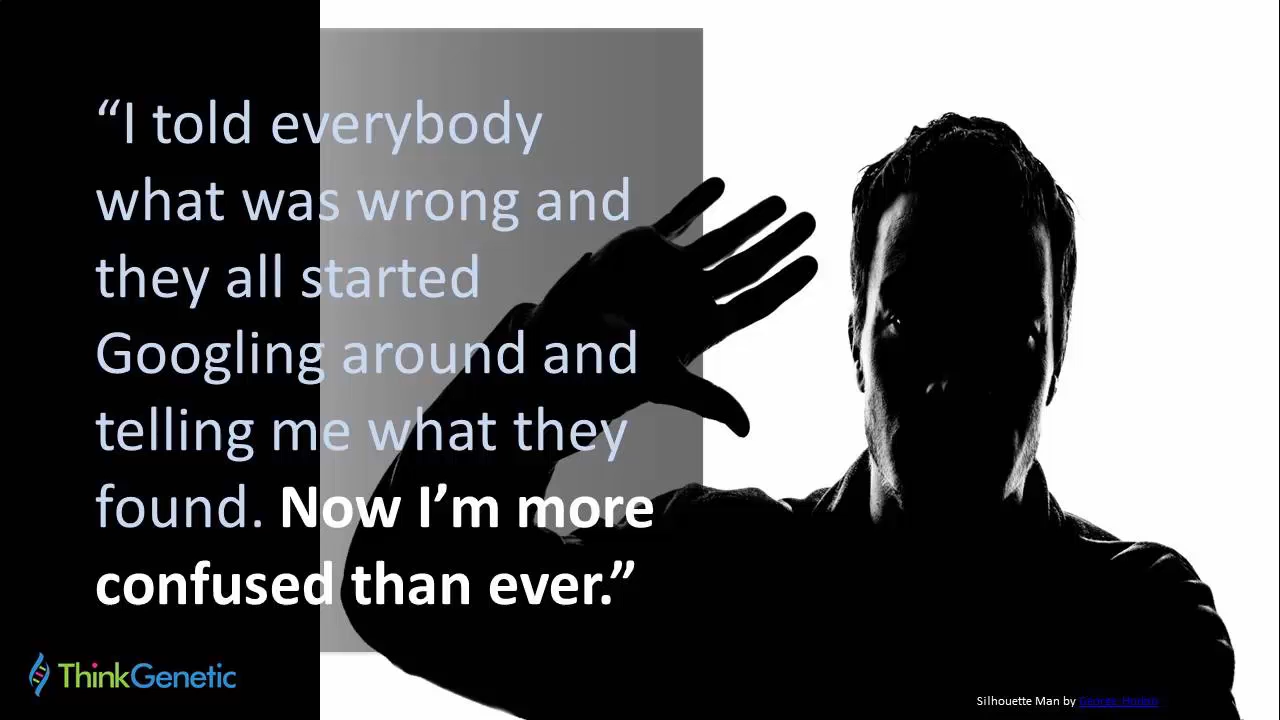 “I told everybody
what was wrong and
they all started
Googling around and
telling me what they
found. Now I’m more
confused than ever.”
ThinkGenetic
Silhouette Man by